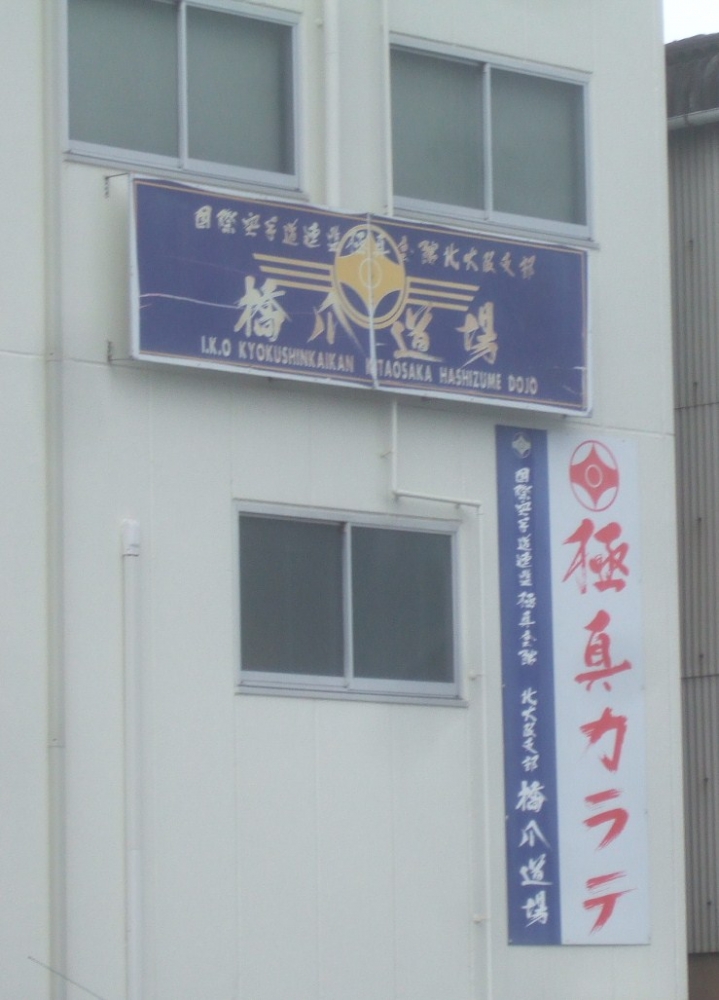 国際空手道連盟極真会館北大阪支部
橋爪道場
I.K.O KYOKUSHINKAIKAN KITAOSAKA HASHIZUME DOJO
極真カラテ
国際空手道連盟 極真会館 北大阪支部 橋爪道場